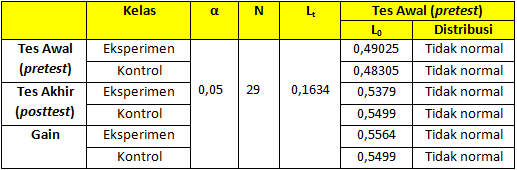 Kelas α N Lt Tes Awal (pretest)
L0 Distribusi
Tes Awal Eksperimen 0,49025 Tidak normal
(pretest) Kontrol 0,48305 Tidak normal
Tes Akhir Eksperimen 0,05 29 0,1634 0,5379 Tidak normal
(posttest) Kontrol 0,5499 Tidak normal
Gain Eksperimen 0,5564 Tidak normal
Kontrol 0,5499 Tidak normal